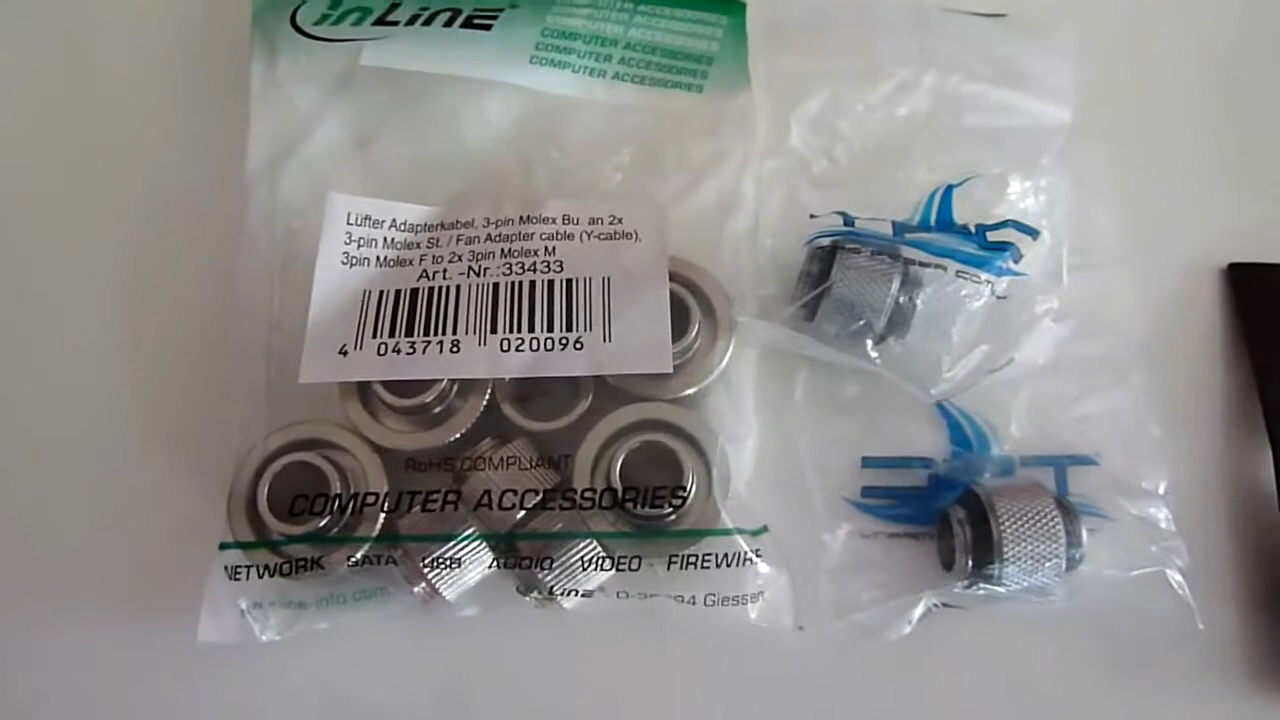 InLine
COMPUTER ACCESSORIES
COMPUTER ACCESSORIES
COMPUTER ACCESSORIES
COMPUTER ACCESSORIES
COMPUTER ACCESSORIES
Lüfter Adapterkabel, 3-pin Molex Bu. an 2x
3-pin Molex St. / Fan Adapter cable (Y-cable),
3pin Molex F to 2x 3pin Molex M
Art. -Nr.:33433
4 043718 020096
RoHS COMPLIANT
COMPUTER ACCESSORIES
NETWORK SATA USB AUDIO VIDEO FIREWIRE
InLine Giessen